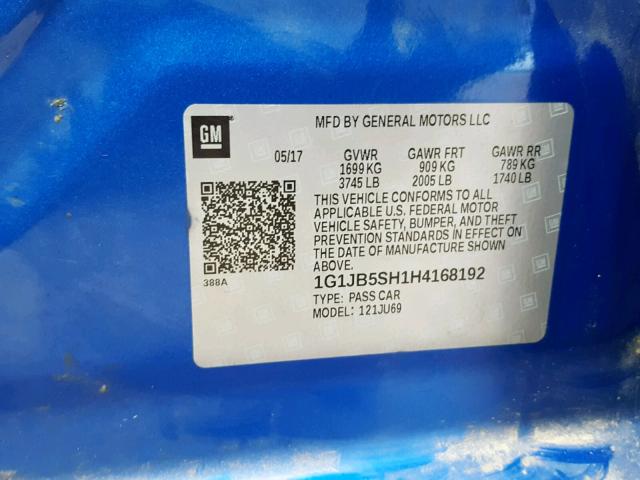 GM
MFD BY GENERAL MOTORS LLC
05/17 GVWR GAWR FRT GAWR RR
1699 KG 909 KG 789 KG
3745 LB 2005 LB 1740 LB
THIS VEHICLE CONFORMS TO ALL
APPLICABLE U.S. FEDERAL MOTOR
VEHICLE SAFETY, BUMPER, AND THEFT
PREVENTION STANDARDS IN EFFECT ON
THE DATE OF MANUFACTURE SHOWN
ABOVE.
388A
1G1JB5SH1H4168192
TYPE: PASS CAR
MODEL: 121JU69